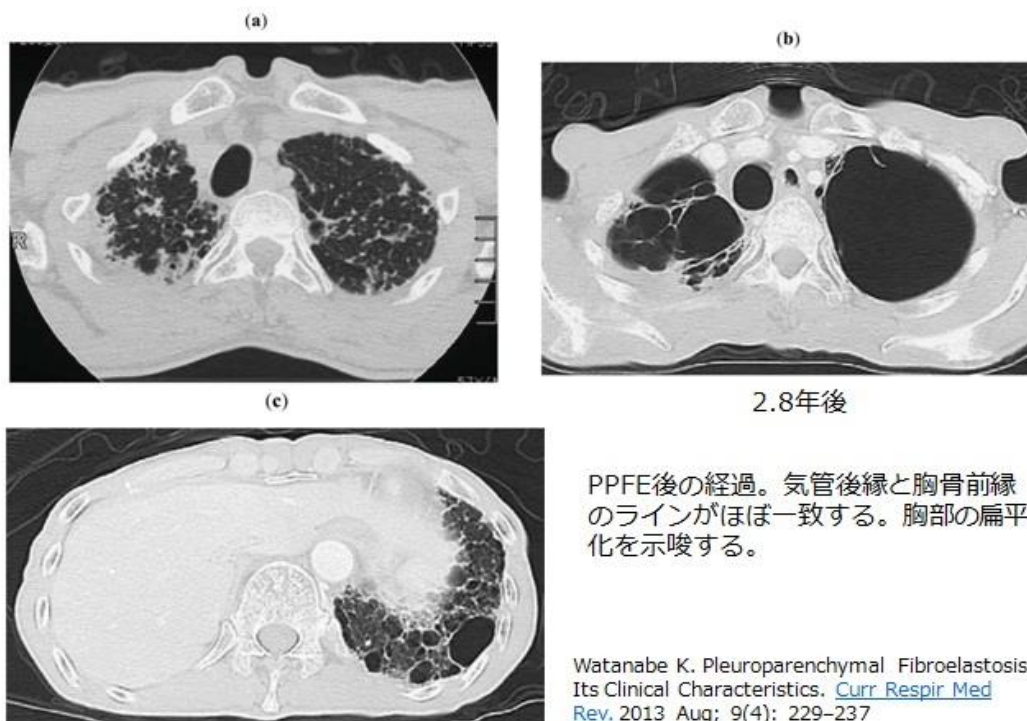 (a)
(b)
R
(c)
2.8年後
PPFE後の経過。気管後縁と胸骨前縁
のラインがほぼ一致する。胸部の扁平
化を示唆する。
Watanabe K. Pleuroparenchymal Fibroelastosis
Its Clinical Characteristics. Curr Respir Med
Rev. 2013 Aug; 9(4): 229–237